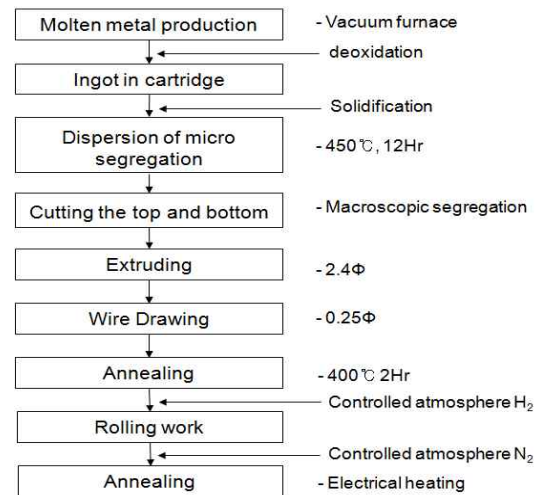 Molten metal production
- Vacuum furnace
deoxidation
Ingot in cartridge
Solidification
Dispersion of micro
segregation
- 450℃, 12Hr
Cutting the top and bottom
- Macroscopic segregation
Extruding
- 2.4Φ
Wire Drawing
- 0.25Φ
Annealing
- 400℃ 2Hr
Controlled atmosphere H₂
Rolling work
Controlled atmosphere N₂
Annealing
- Electrical heating